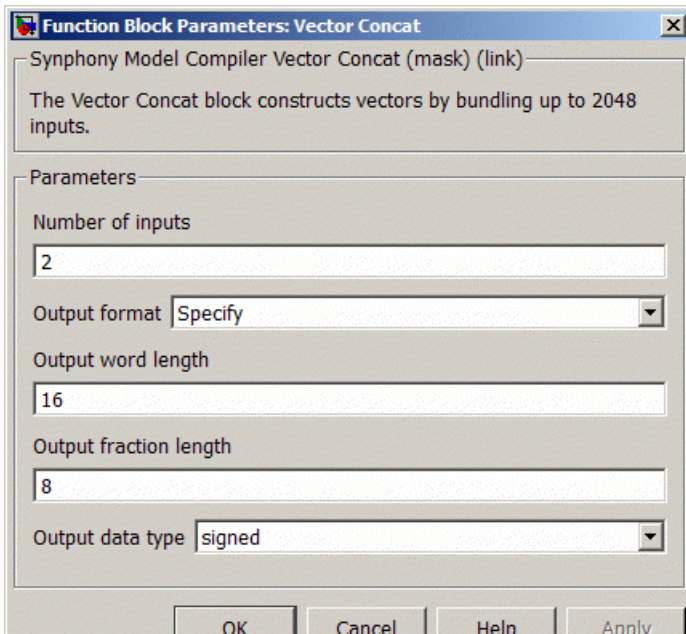 Function Block Parameters: Vector Concat
Synphony Model Compiler Vector Concat (mask) (link)
The Vector Concat block constructs vectors by bundling up to 2048
inputs.
Parameters
Number of inputs
2
Output format Specify
Output word length
16
Output fraction length
8
Output data type signed
OK Cancel Help Apply